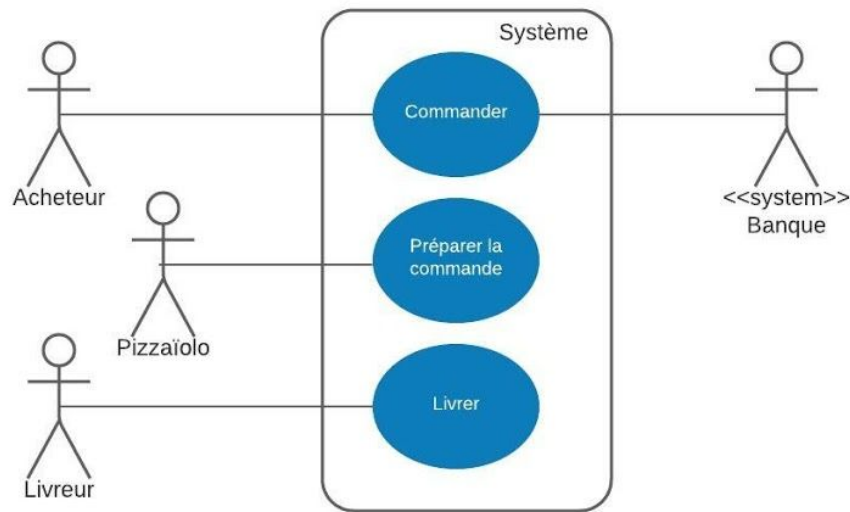 Système
Commander
Acheteur
<<system>>
Banque
Préparer la
commande
Pizzaïolo
Livrer
Livreur